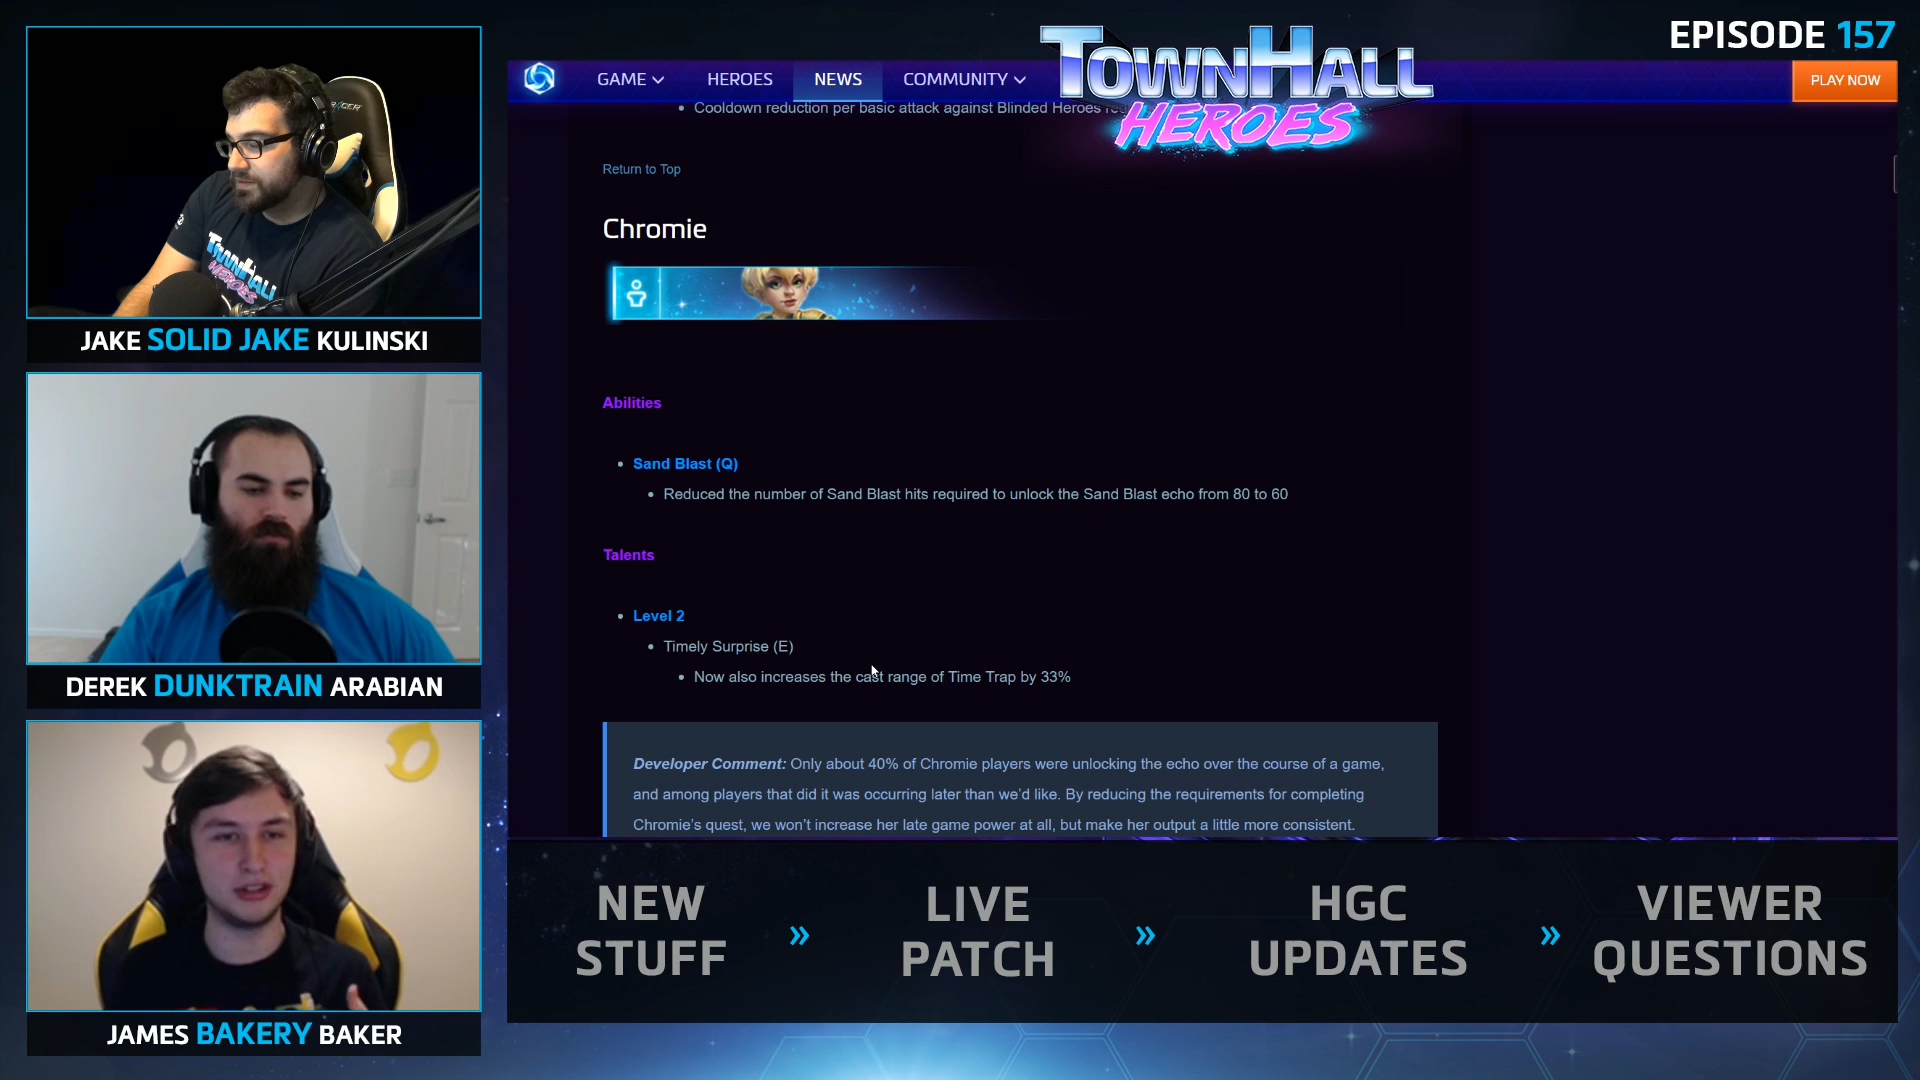 EPISODE 157
TOWNHALL
HEROES
GAME
HEROES
NEWS
COMMUNITY
PLAY NOW
Cooldown reduction per basic attack against Blinded Heroes
Return to Top
Chromie
Abilities
Sand Blast (Q)
Reduced the number of Sand Blast hits required to unlock the Sand Blast echo from 80 to 60
Talents
Level 2
Timely Surprise (E)
Now also increases the cast range of Time Trap by 33%
Developer Comment: Only about 40% of Chromie players were unlocking the echo over the course of a game,
and among players that did it was occurring later than we’d like. By reducing the requirements for completing
Chromie’s quest, we won’t increase her late game power at all, but make her output a little more consistent.
TOWNHALL
HEROES
JAKE SOLID JAKE KULINSKI
DEREK DUNKTRAIN ARABIAN
JAMES BAKERY BAKER
NEW
STUFF
»
LIVE
PATCH
»
HGC
UPDATES
»
VIEWER
QUESTIONS